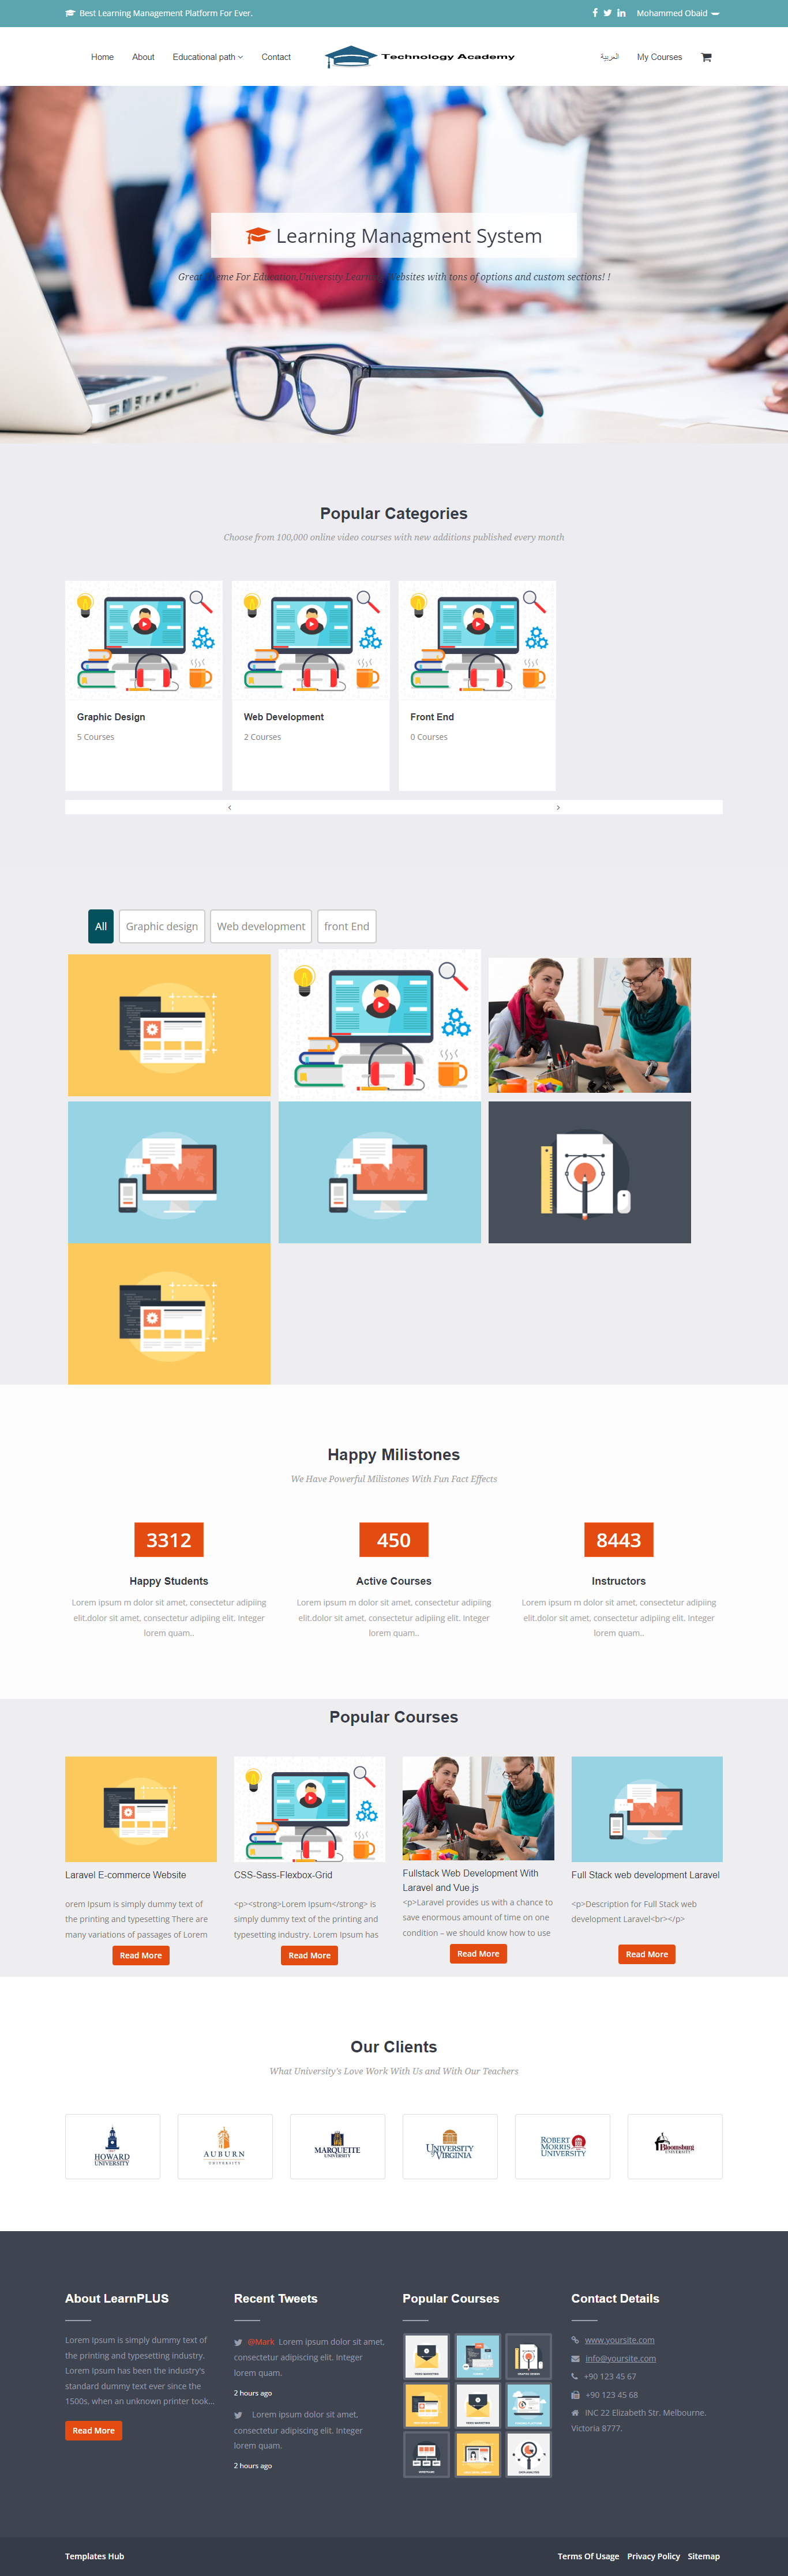 Best Learning Management Platform For Ever.
Mohammed Obaid
Home About Educational path Contact
Technology Academy
العربية My Courses
Learning Managment System
Great Theme For Education,University Learning Websites with tons of options and custom sections! !
Popular Categories
Choose from 100,000 online video courses with new additions published every month
Graphic Design
5 Courses
Web Development
2 Courses
Front End
0 Courses
All Graphic design Web development front End
Happy Milistones
We Have Powerful Milistones With Fun Fact Effects
3312
Happy Students
Lorem ipsum m dolor sit amet, consectetur adipiing
elit.dolor sit amet, consectetur adipiing elit. Integer
lorem quam..
450
Active Courses
Lorem ipsum m dolor sit amet, consectetur adipiing
elit.dolor sit amet, consectetur adipiing elit. Integer
lorem quam..
8443
Instructors
Lorem ipsum m dolor sit amet, consectetur adipiing
elit.dolor sit amet, consectetur adipiing elit. Integer
lorem quam..
Popular Courses
Laravel E-commerce Website
orem Ipsum is simply dummy text of
the printing and typesetting There are
many variations of passages of Lorem
Read More
CSS-Sass-Flexbox-Grid
<p><strong>Lorem Ipsum</strong> is
simply dummy text of the printing and
typesetting industry. Lorem Ipsum has
Read More
Fullstack Web Development With
Laravel and Vue.js
<p>Laravel provides us with a chance to
save enormous amount of time on one
condition – we should know how to use
Read More
Full Stack web development Laravel
<p>Description for Full Stack web
development Laravel<br></p>
Read More
Our Clients
What University's Love Work With Us and With Our Teachers
HOWARD
UNIVERSITY
AUBURN
UNIVERSITY
MARQUETTE
UNIVERSITY
UNIVERSITY
of VIRGINIA
ROBERT
MORRIS
UNIVERSITY
Bloomsburg
UNIVERSITY
About LearnPLUS
Lorem Ipsum is simply dummy text of
the printing and typesetting industry.
Lorem Ipsum has been the industry's
standard dummy text ever since the
1500s, when an unknown printer took...
Read More
Recent Tweets
@Mark Lorem ipsum dolor sit amet,
consectetur adipiscing elit. Integer
lorem quam.
2 hours ago
Lorem ipsum dolor sit amet,
consectetur adipiscing elit. Integer
lorem quam.
2 hours ago
Popular Courses
Contact Details
www.yoursite.com
info@yoursite.com
+90 123 45 67
+90 123 45 68
INC 22 Elizabeth Str. Melbourne.
Victoria 8777.
Templates Hub
Terms Of Usage Privacy Policy Sitemap